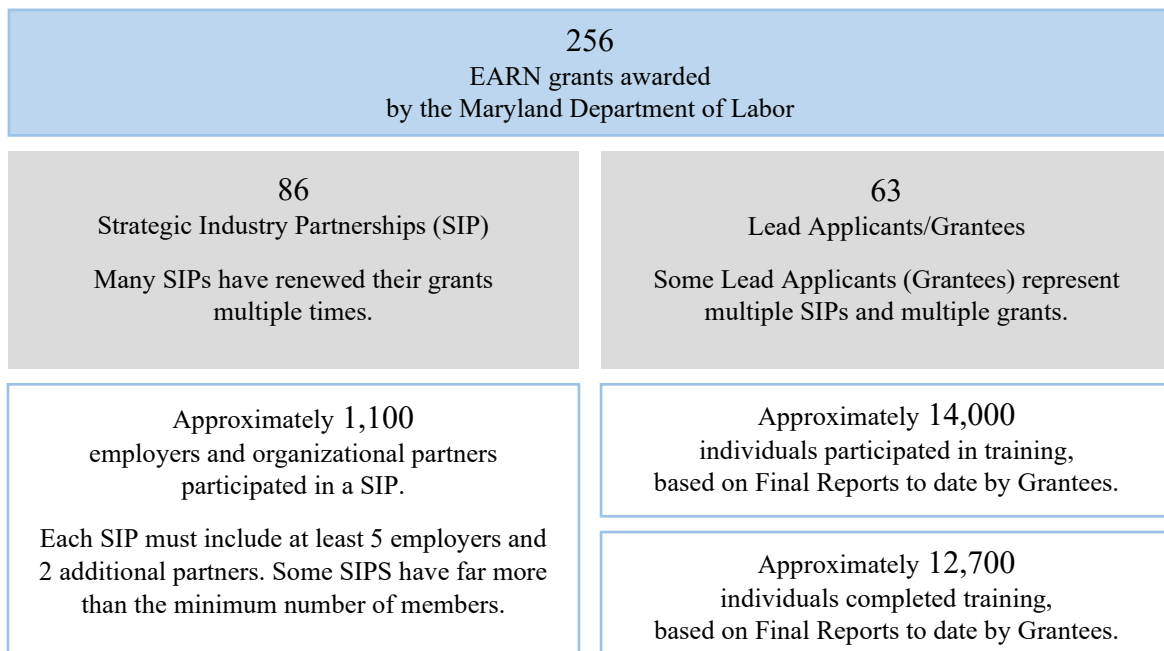 256
EARN grants awarded
by the Maryland Department of Labor
86
Strategic Industry Partnerships (SIP)
Many SIPs have renewed their grants
multiple times.
63
Lead Applicants/Grantees
Some Lead Applicants (Grantees) represent
multiple SIPs and multiple grants.
Approximately 1,100
employers and organizational partners
participated in a SIP.
Each SIP must include at least 5 employers and
2 additional partners. Some SIPS have far more
than the minimum number of members.
Approximately 14,000
individuals participated in training,
based on Final Reports to date by Grantees.
Approximately 12,700
individuals completed training,
based on Final Reports to date by Grantees.